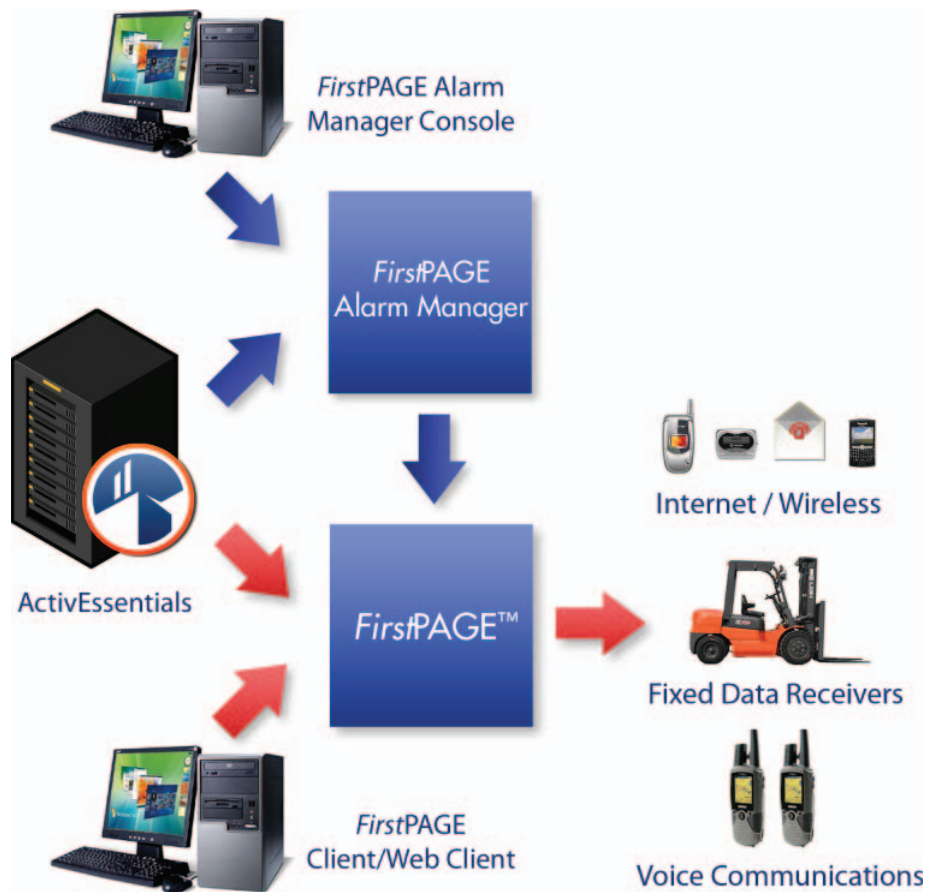 FirstPAGE Alarm
Manager Console
FirstPAGE
Alarm Manager
ActivEssentials
Internet / Wireless
FirstPAGE™
Fixed Data Receivers
FirstPAGE
Client/Web Client
Voice Communications